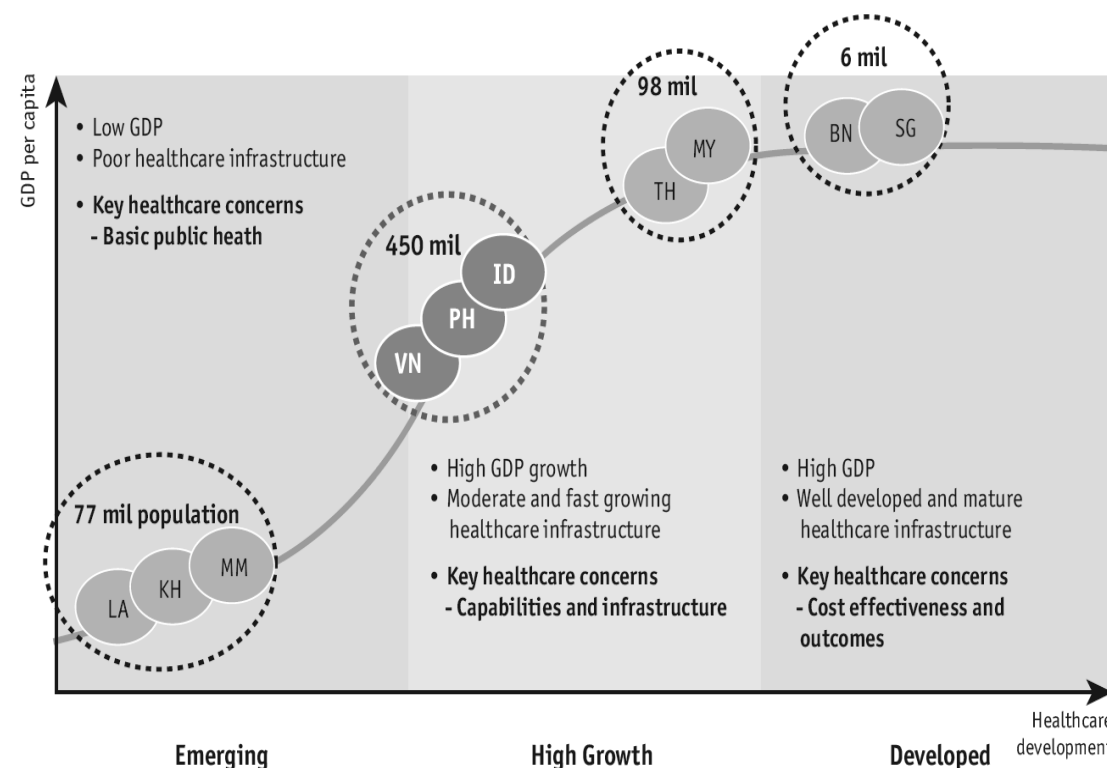 GDP per capita
• Low GDP
• Poor healthcare infrastructure
• Key healthcare concerns
- Basic public heath
77 mil population
LA
KH
MM
450 mil
VN
PH
ID
98 mil
TH
MY
6 mil
BN
SG
• High GDP growth
• Moderate and fast growing
healthcare infrastructure
• Key healthcare concerns
- Capabilities and infrastructure
• High GDP
• Well developed and mature
healthcare infrastructure
• Key healthcare concerns
- Cost effectiveness and
outcomes
Healthcare
development
Emerging
High Growth
Developed